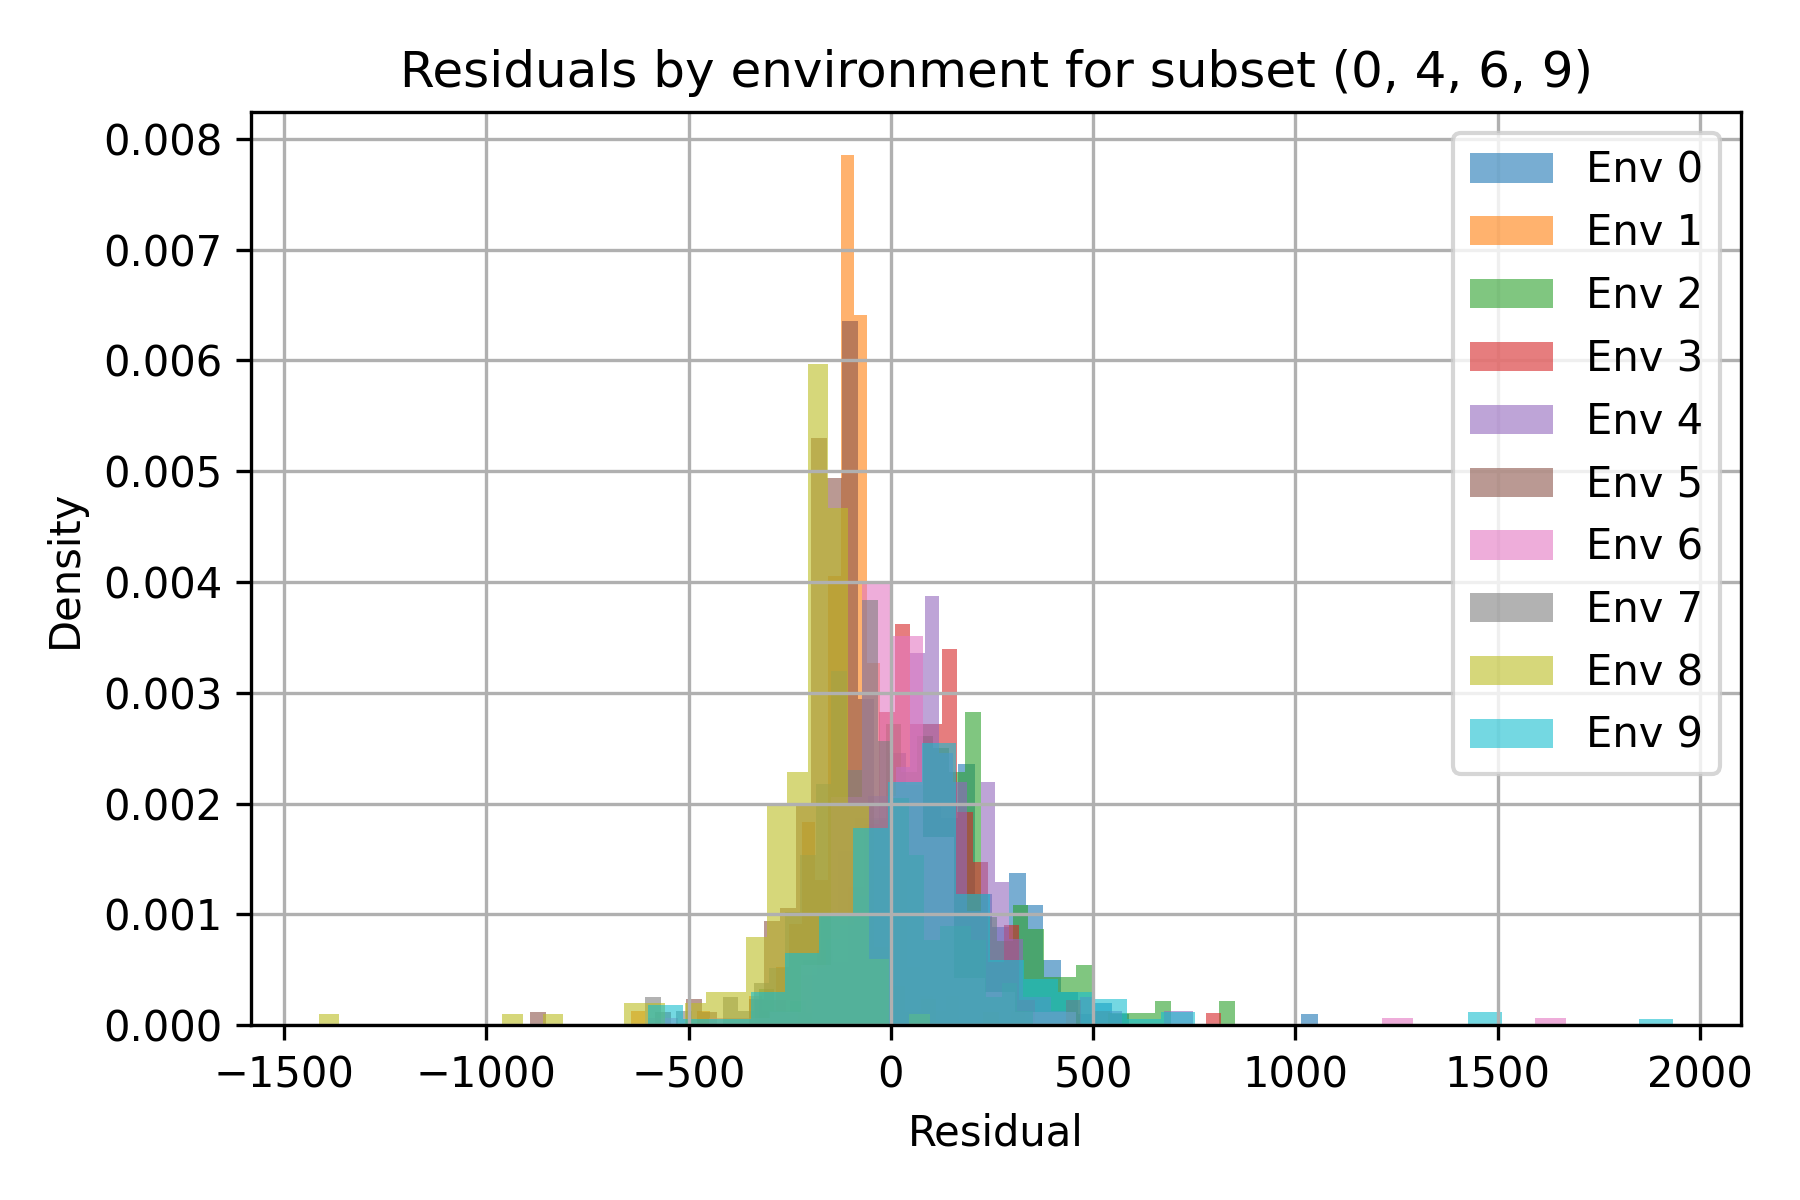 Residuals by environment for subset (0, 4, 6, 9)
0.008
0.007
0.006
0.005
0.004
0.003
0.002
0.001
0.000
Density
Env 0
Env 1
Env 2
Env 3
Env 4
Env 5
Env 6
Env 7
Env 8
Env 9
−1500 −1000 −500 0 500 1000 1500 2000
Residual